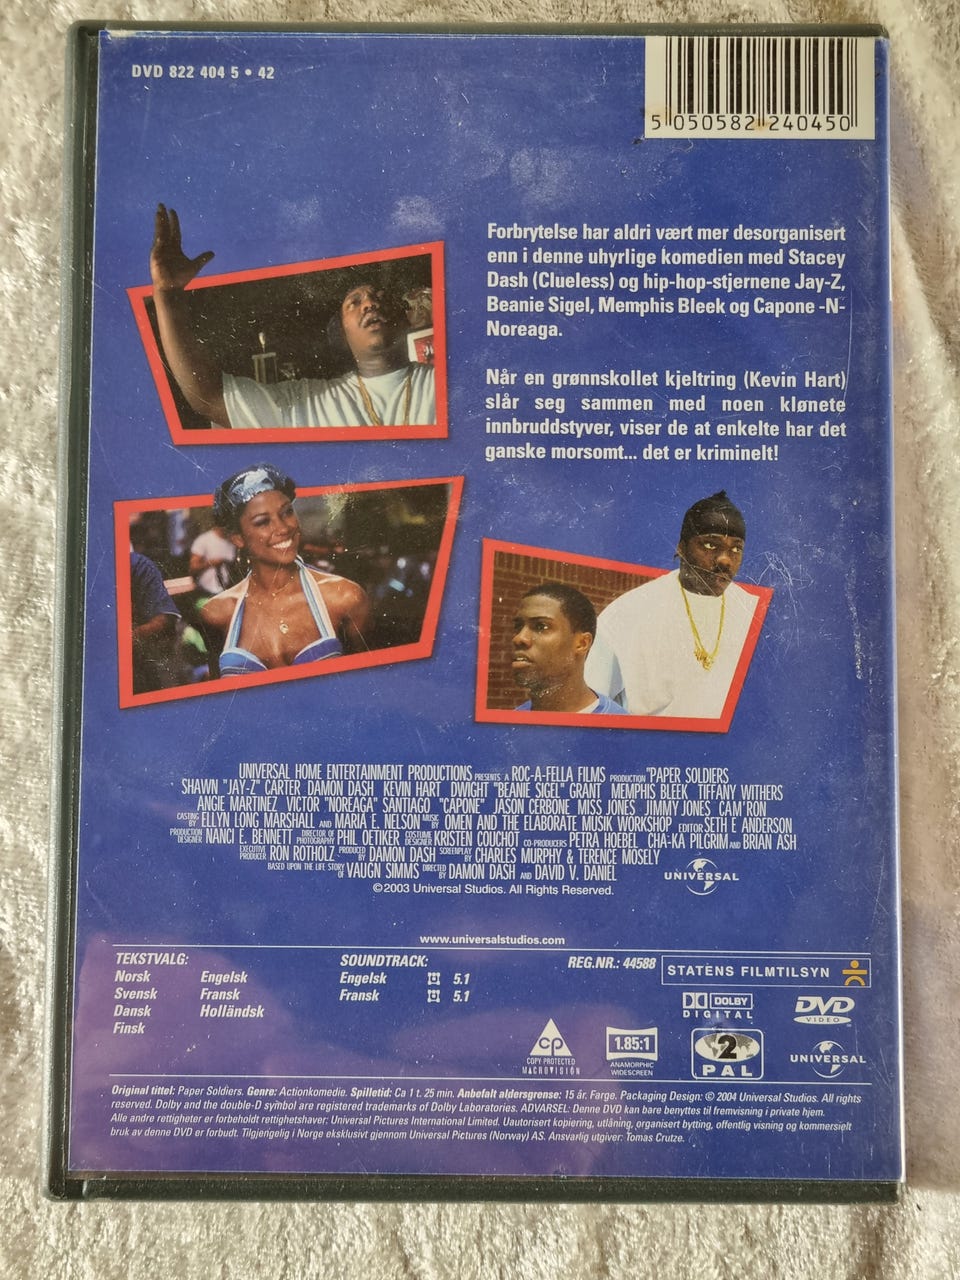 DVD 822 404 5 • 42
5 050582 240450
Forbrytelse har aldri vært mer desorganisert
enn i denne uhyrlige komedien med Stacey
Dash (Clueless) og hip-hop-stjernene Jay-Z,
Beanie Sigel, Memphis Bleek og Capone -N-
Noreaga.
Når en grønnskollet kjeltring (Kevin Hart)
slår seg sammen med noen klønete
innbruddstyver, viser de at enkelte har det
ganske morsomt... det er kriminelt!
UNIVERSAL HOME ENTERTAINMENT PRODUCTIONS PRESENTS A ROC-A-FELLA FILMS PRODUCTION "PAPER SOLDIERS
SHAWN "JAY-Z" CARTER DAMON DASH KEVIN HART DWIGHT "BEANIE SIGEL" GRANT MEMPHIS BLEEK TIFFANY WITHERS
ANGIE MARTINEZ VICTOR "NOREAGA" SANTIAGO "CAPONE" JASON CERBONE MISS JONES JIMMY JONES CAM'RON
CASTING BY ELLYN LONG MARSHALL AND MARIA E. NELSON MUSIC BY OMEN AND THE ELABORATE MUSIK WORKSHOP EDITOR SETH E ANDERSON
PRODUCTION DESIGNER NANCI E. BENNETT DIRECTOR OF PHOTOGRAPHY PHIL OETIKER COSTUME DESIGNER KRISTEN COUCHOT CO-PRODUCERS PETRA HOEBEL CHA-KA PILGRIM AND BRIAN ASH
EXECUTIVE PRODUCER RON ROTHOLZ PRODUCED BY DAMON DASH SCREENPLAY BY CHARLES MURPHY & TERENCE MOSELY
BASED UPON THE LIFE STORY OF VAUGN SIMMS DIRECTED BY DAMON DASH AND DAVID V. DANIEL
UNIVERSAL
©2003 Universal Studios. All Rights Reserved.
www.universalstudios.com
TEKSTVALG:
Norsk Engelsk
Svensk Fransk
Dansk Holländsk
Finsk
SOUNDTRACK:
Engelsk 5.1
Fransk 5.1
REG.NR.: 44588
STATENS FILMTILSYN
DOLBY
DIGITAL
DVD
VIDEO
CP
COPY PROTECTED
MACROVISION
1.85:1
ANAMORPHIC
WIDESCREEN
2
PAL
UNIVERSAL
Original tittel: Paper Soldiers. Genre: Actionkomedie. Spilletid: Ca 1 t. 25 min. Anbefalt aldersgrense: 15 år. Farge. Packaging Design: © 2004 Universal Studios. All rights
reserved. Dolby and the double-D symbol are registered trademarks of Dolby Laboratories. ADVARSEL: Denne DVD kan bare benyttes til fremvisning i private hjem.
Alle andre rettigheter er forbeholdt rettighetshaver: Universal Pictures International Limited. Uautorisert kopiering, utlåning, organisert bytting, offentlig visning og kommersielt
bruk av denne DVD er forbudt. Tilgjengelig i Norge eksklusivt gjennom Universal Pictures (Norway) AS. Ansvarlig utgiver: Tomas Crutze.